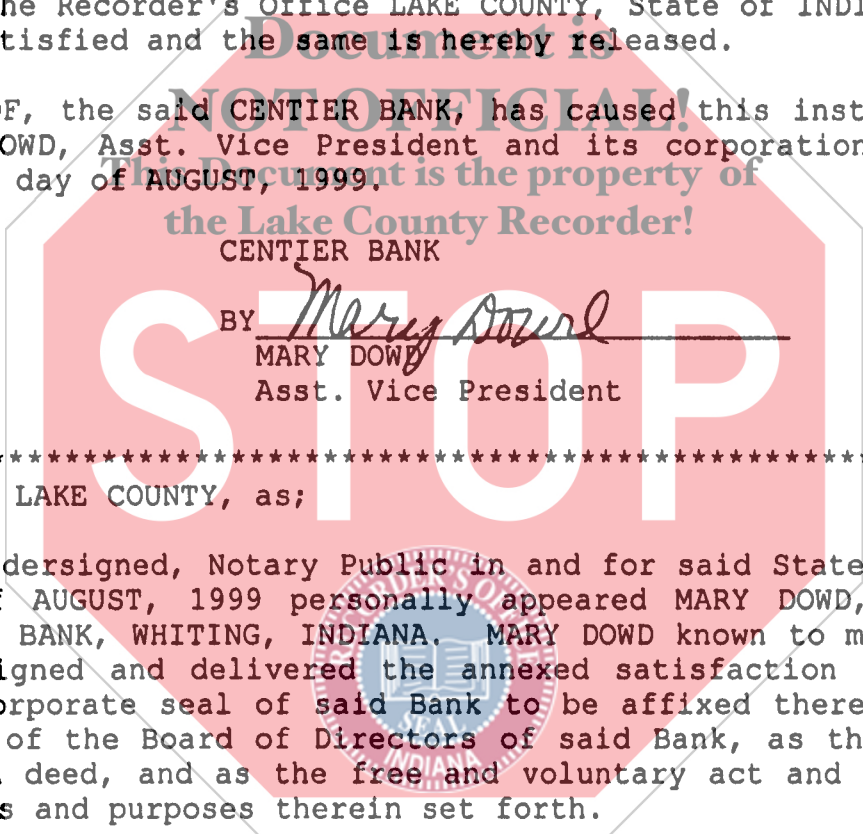 he Recorder's Office LAKE COUNTY, State of INDI
tisfied and the same is hereby released.
Document is
NOT OFFICIAL!
F, the said CENTIER BANK, has caused this inst
OWD, Asst. Vice President and its corporation
This Document is the property of
day of AUGUST, 1999.
the Lake County Recorder!
CENTIER BANK
BY Mary Dowd
MARY DOWD
Asst. Vice President
STOP
************************************************
LAKE COUNTY, as;
dersigned, Notary Public in and for said State
f AUGUST, 1999 personally appeared MARY DOWD,
BANK, WHITING, INDIANA. MARY DOWD known to m
igned and delivered the annexed satisfaction
orporate seal of said Bank to be affixed there
of the Board of Directors of said Bank, as th
deed, and as the free and voluntary act and
s and purposes therein set forth.
RECORDER'S OFFICE
SEAL
INDIANA